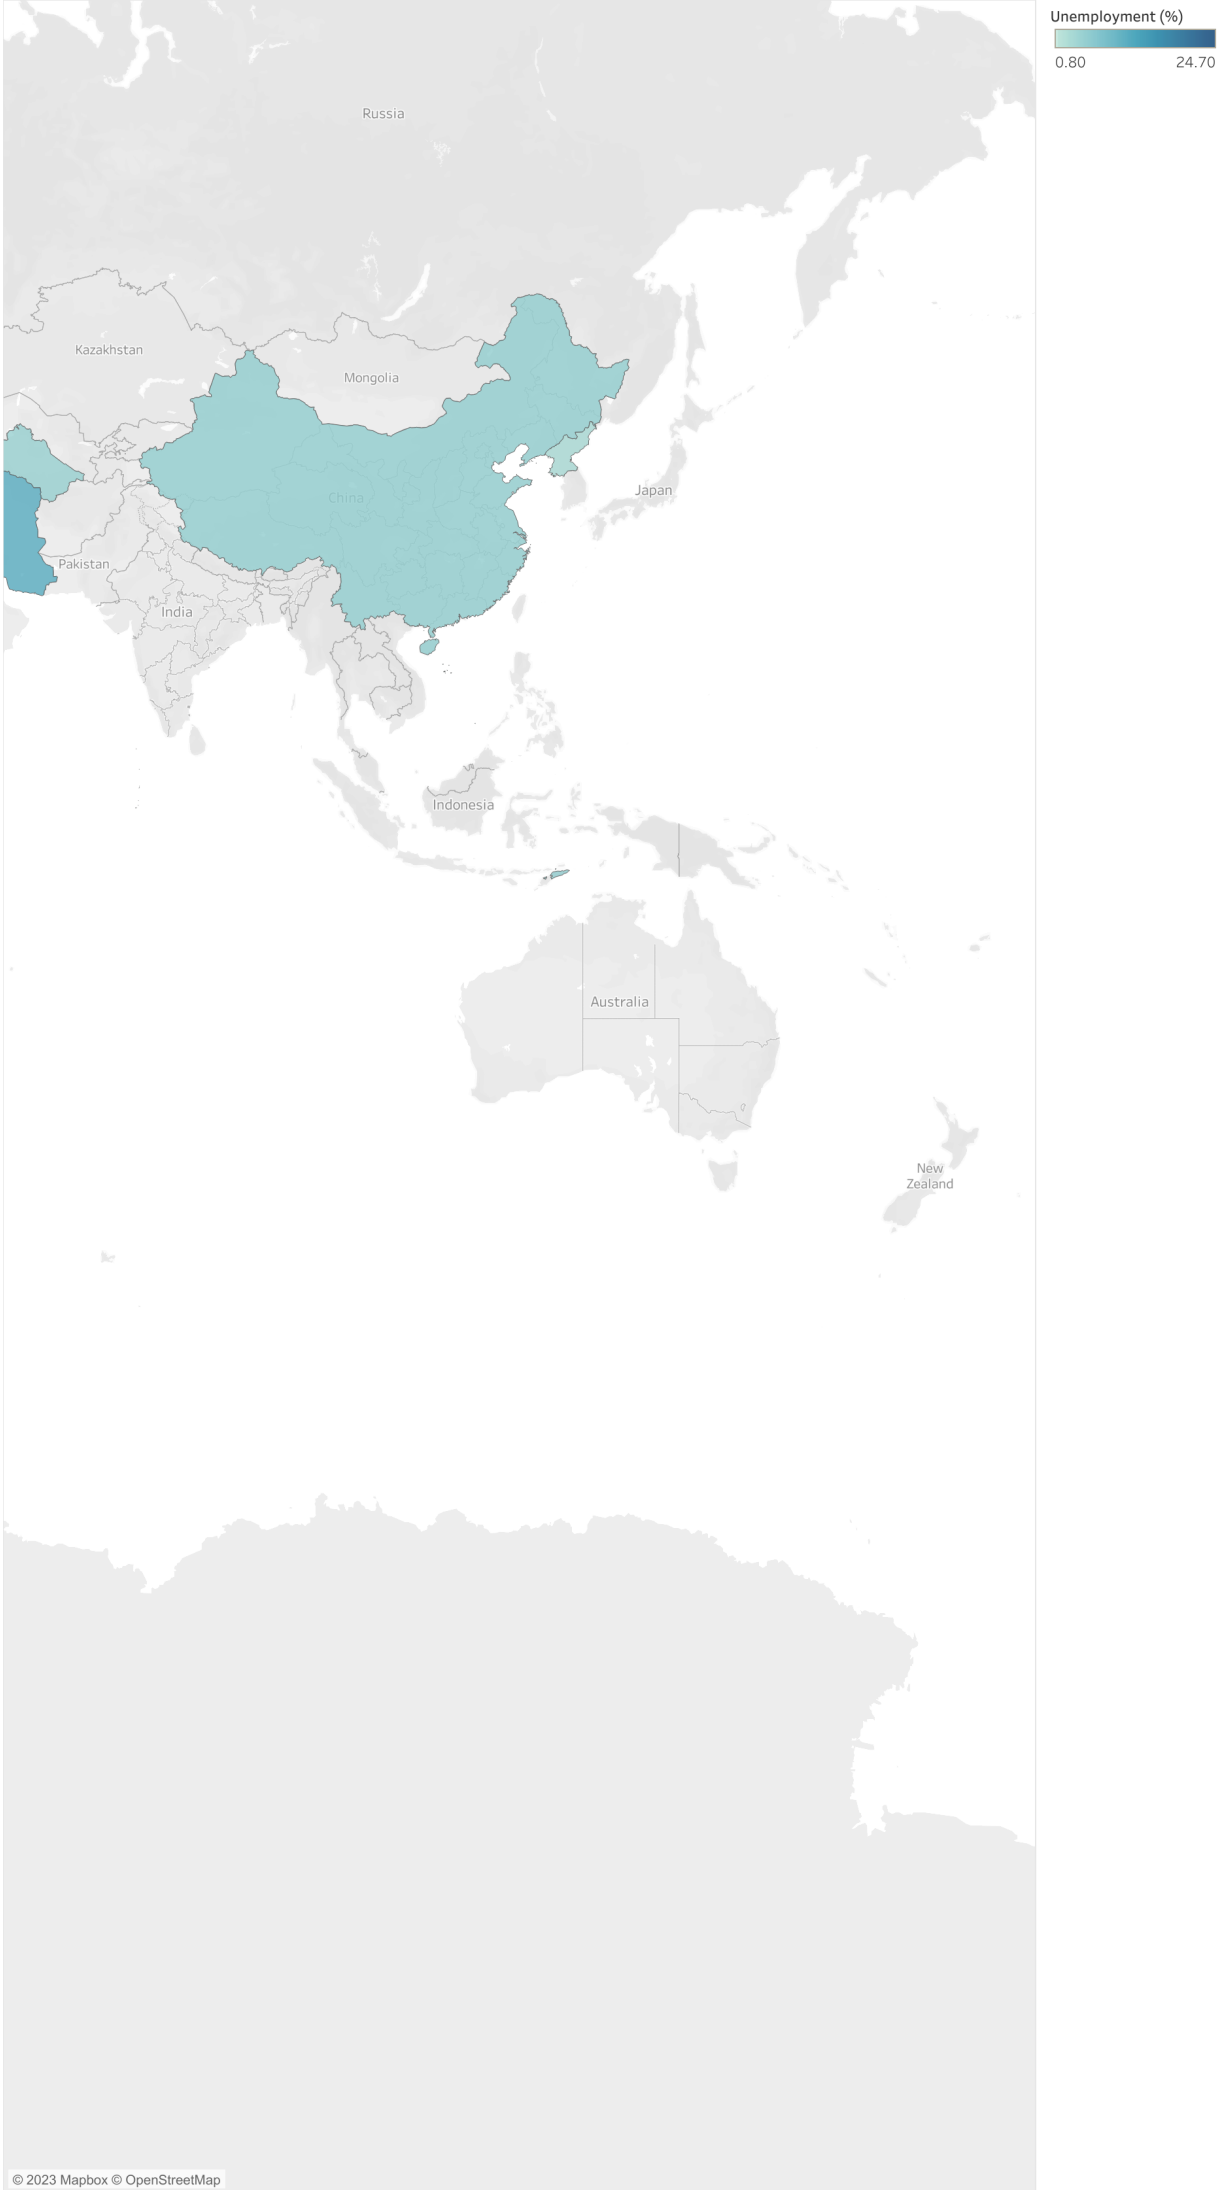 Unemployment (%)
0.80 24.70
Russia
Kazakhstan
Mongolia
China
Japan
Pakistan
India
Indonesia
Australia
New
Zealand
© 2023 Mapbox © OpenStreetMap